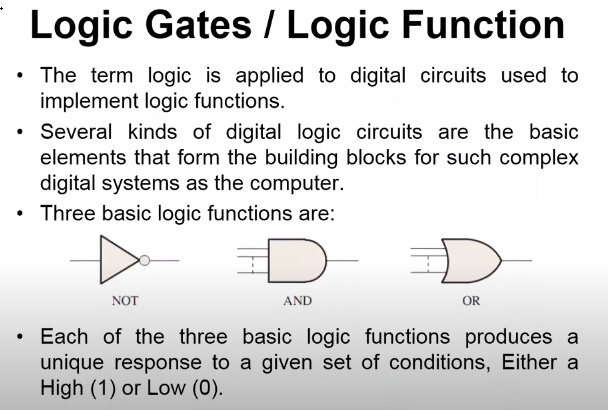 Logic Gates / Logic Function
• The term logic is applied to digital circuits used to
implement logic functions.
• Several kinds of digital logic circuits are the basic
elements that form the building blocks for such complex
digital systems as the computer.
• Three basic logic functions are:
NOT AND OR
• Each of the three basic logic functions produces a
unique response to a given set of conditions, Either a
High (1) or Low (0).